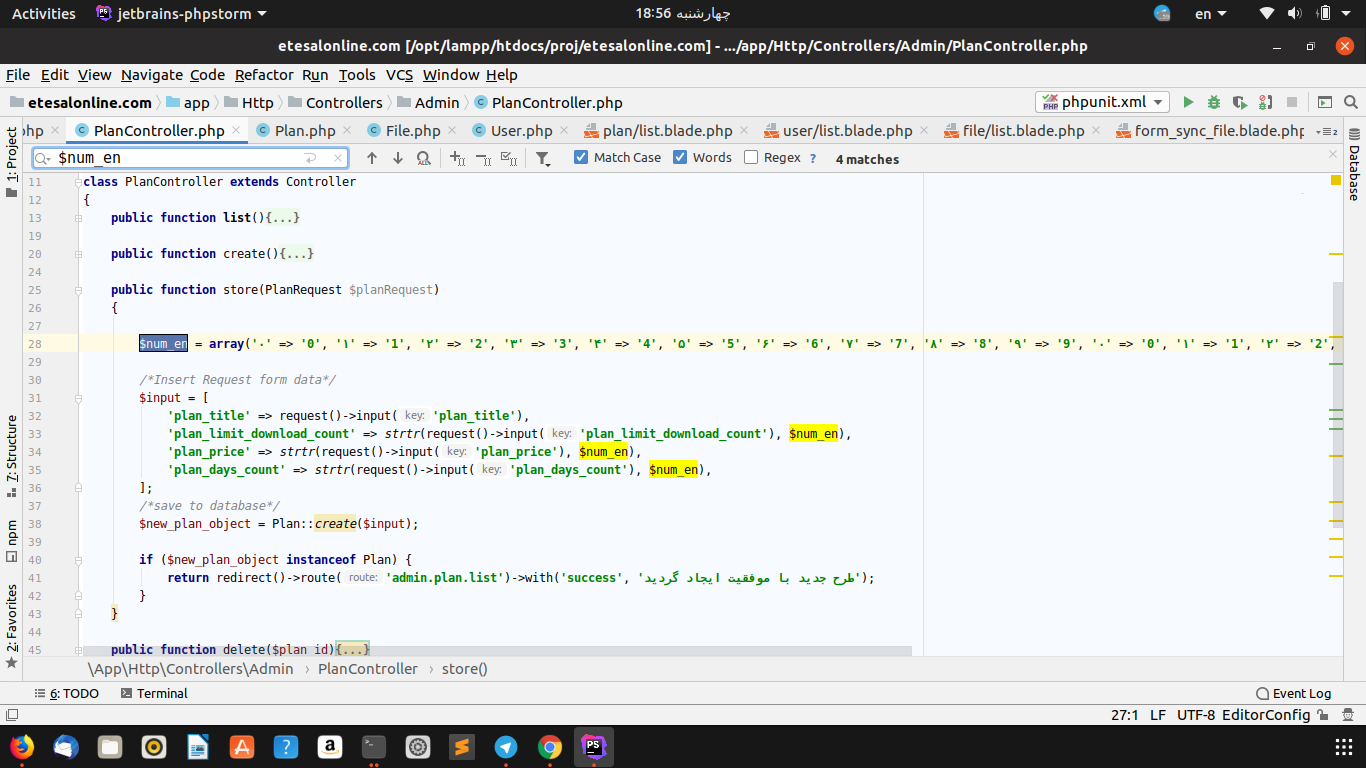 Activities jetbrains-phpstorm چهارشنبه 18:56 en
etesalonline.com [/opt/lampp/htdocs/proj/etesalonline.com] - .../app/Http/Controllers/Admin/PlanController.php
File Edit View Navigate Code Refactor Run Tools VCS Window Help
etesalonline.com app Http Controllers Admin PlanController.php phpunit.xml
php PlanController.php Plan.php File.php User.php plan/list.blade.php user/list.blade.php file/list.blade.php form_sync_file.blade.php
$num_en Match Case Words Regex ? 4 matches
1: Project
7: Structure
npm
2: Favorites
Database
11 class PlanController extends Controller
12 {
13 public function list(){...}
19
20 public function create(){...}
24
25 public function store(PlanRequest $planRequest)
26 {
27
28 $num_en = array('۰' => '0', '۱' => '1', '۲' => '2', '۳' => '3', '۴' => '4', '۵' => '5', '۶' => '6', '۷' => '7', '۸' => '8', '۹' => '9', '٠' => '0', '١' => '1', '٢' => '2',
29
30 /*Insert Request form data*/
31 $input = [
32 'plan_title' => request()->input( key: 'plan_title'),
33 'plan_limit_download_count' => strtr(request()->input( key: 'plan_limit_download_count'), $num_en),
34 'plan_price' => strtr(request()->input( key: 'plan_price'), $num_en),
35 'plan_days_count' => strtr(request()->input( key: 'plan_days_count'), $num_en),
36 ];
37 /*save to database*/
38 $new_plan_object = Plan::create($input);
39
40 if ($new_plan_object instanceof Plan) {
41 return redirect()->route( route: 'admin.plan.list')->with('success', 'طرح جدید با موفقیت ایجاد گردید');
42 }
43 }
44
45 public function delete($plan_id){...}
\App\Http\Controllers\Admin › PlanController › store()
6: TODO Terminal Event Log
27:1 LF UTF-8 EditorConfig